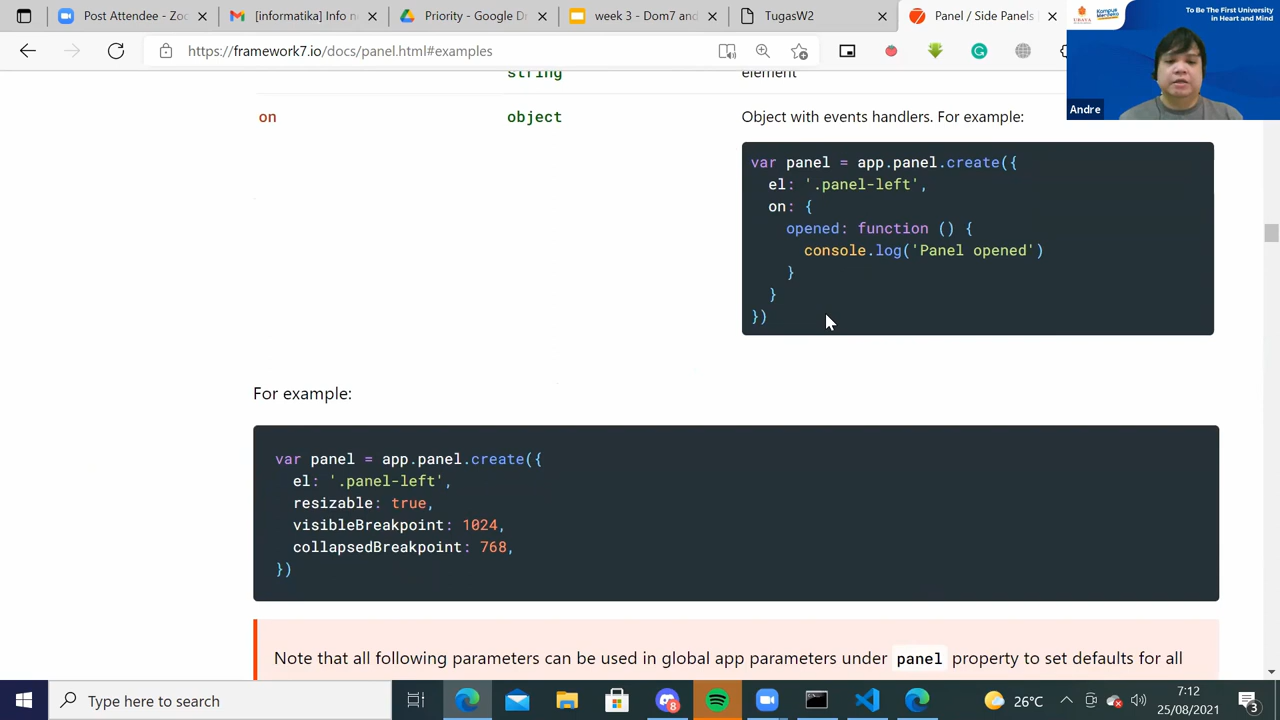 Post Attendee - Zoo
[informatika] Info n
Priority - Google
week 3 - Dom7 and
TugasW2
Panel / Side Panels
To Be The First University
in Heart and Mind
UBAYA
Kampus
Merdeka
https://framework7.io/docs/panel.html#examples
Andre
string
element
on
object
Object with events handlers. For example:
var panel = app.panel.create({
el: '.panel-left',
on: {
opened: function () {
console.log('Panel opened')
}
}
})
For example:
var panel = app.panel.create({
el: '.panel-left',
resizable: true,
visibleBreakpoint: 1024,
collapsedBreakpoint: 768,
})
Note that all following parameters can be used in global app parameters under panel property to set defaults for all
Type here to search
8
26°C
7:12
25/08/2021
3